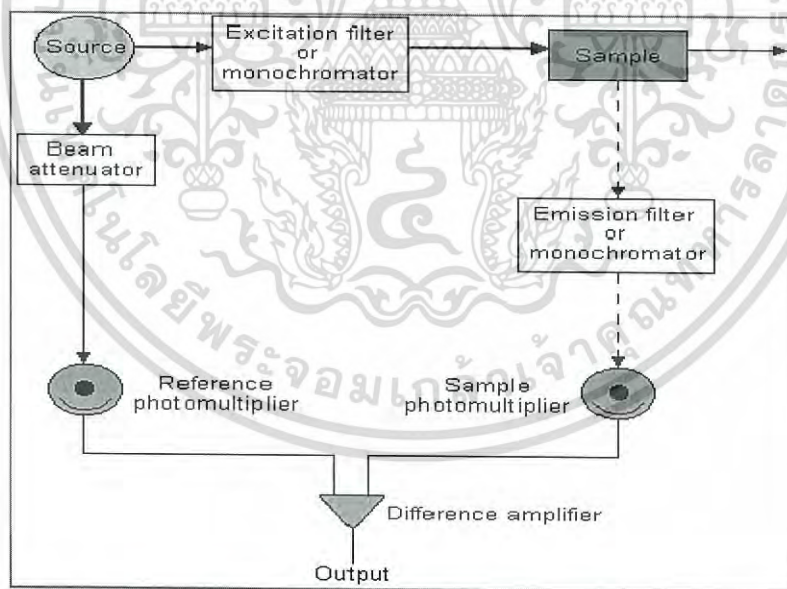 Source
Excitation filter
or
monochromator
Sample
Beam
attenuator
Emission filter
or
monochromator
Reference
photomultiplier
Sample
photomultiplier
Difference amplifier
Output